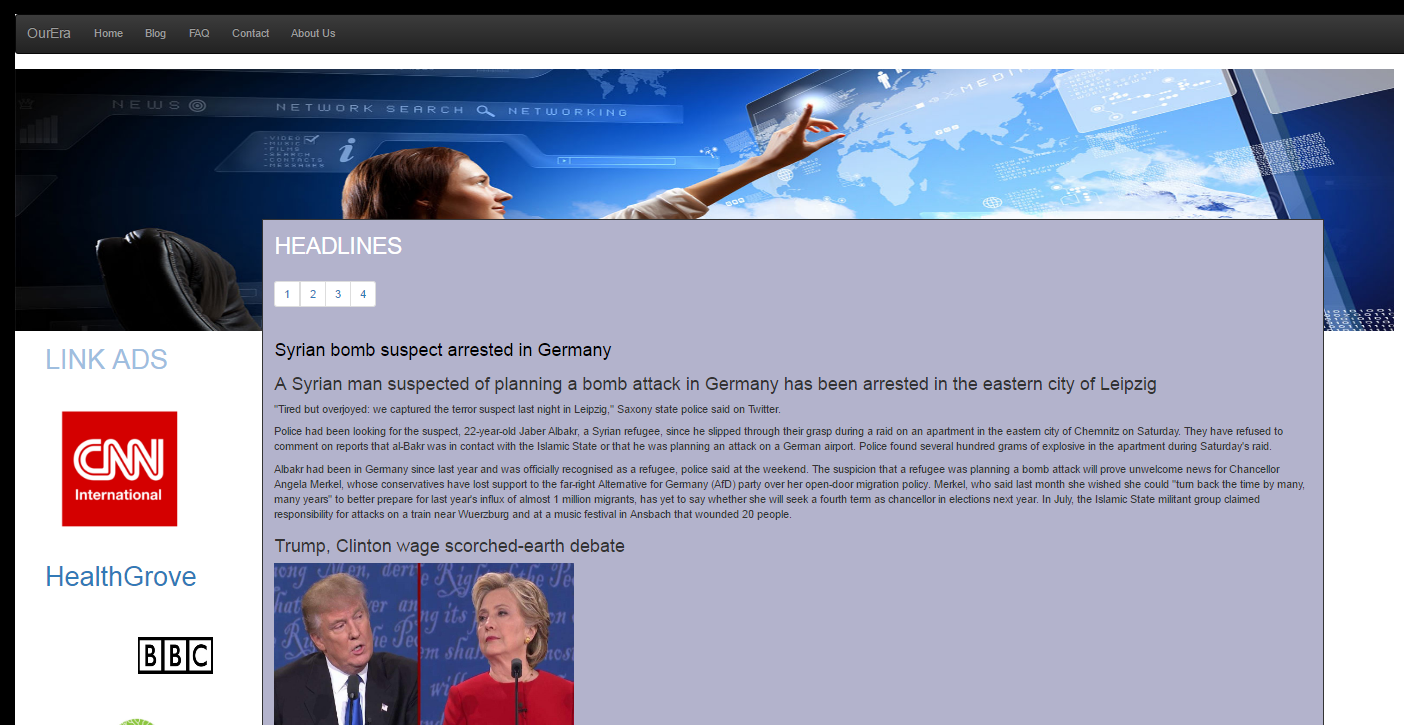 OurEra Home Blog FAQ Contact About Us
NEWS
NETWORK SEARCH
NETWORKING
-VIDEO
-MUSIC
-FILMS
-SEARCH
-CONTACTS
-MESSAGES
i
HEADLINES
1 2 3 4
LINK ADS
CNN
International
HealthGrove
BBC
Syrian bomb suspect arrested in Germany
A Syrian man suspected of planning a bomb attack in Germany has been arrested in the eastern city of Leipzig
"Tired but overjoyed: we captured the terror suspect last night in Leipzig," Saxony state police said on Twitter.
Police had been looking for the suspect, 22-year-old Jaber Albakr, a Syrian refugee, since he slipped through their grasp during a raid on an apartment in the eastern city of Chemnitz on Saturday. They have refused to
comment on reports that al-Bakr was in contact with the Islamic State or that he was planning an attack on a German airport. Police found several hundred grams of explosive in the apartment during Saturday's raid.
Albakr had been in Germany since last year and was officially recognised as a refugee, police said at the weekend. The suspicion that a refugee was planning a bomb attack will prove unwelcome news for Chancellor
Angela Merkel, whose conservatives have lost support to the far-right Alternative for Germany (AfD) party over her open-door migration policy. Merkel, who said last month she wished she could "turn back the time by many,
many years" to better prepare for last year's influx of almost 1 million migrants, has yet to say whether she will seek a fourth term as chancellor in elections next year. In July, the Islamic State militant group claimed
responsibility for attacks on a train near Wuerzburg and at a music festival in Ansbach that wounded 20 people.
Trump, Clinton wage scorched-earth debate